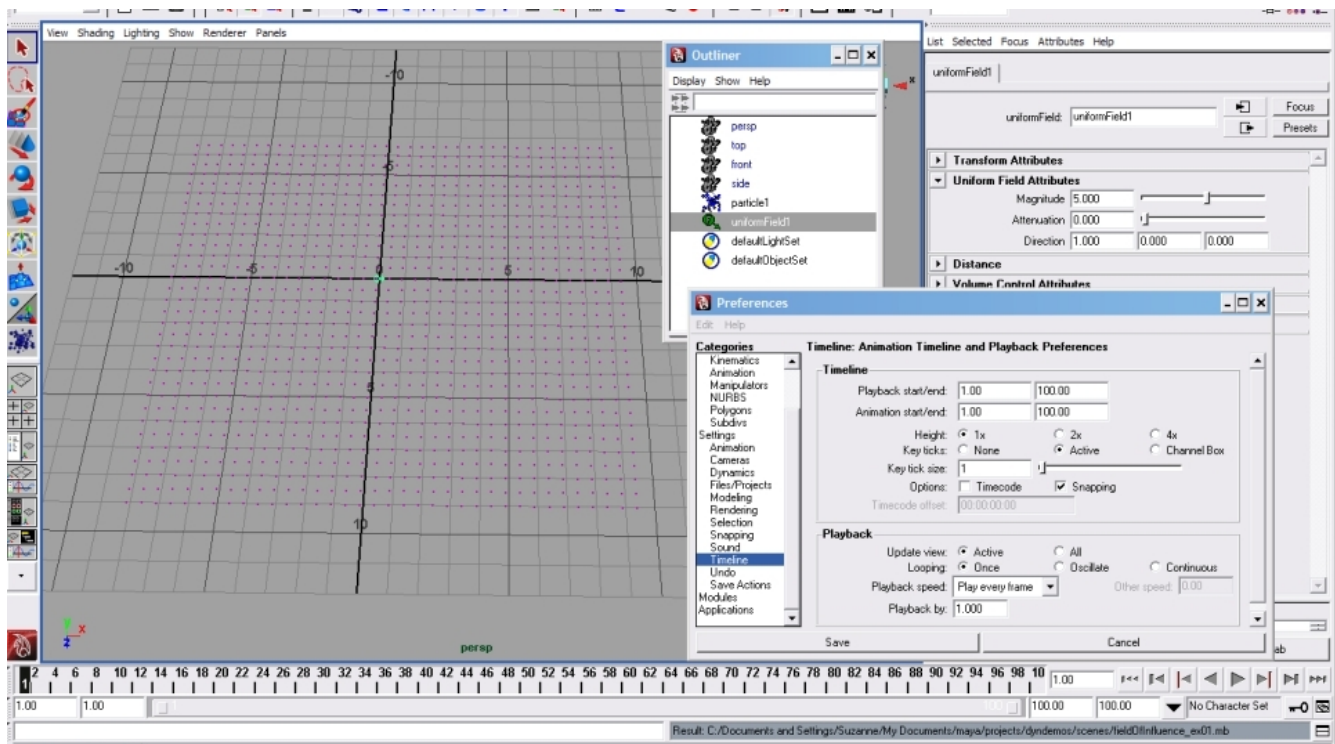 View Shading Lighting Show Renderer Panels
-10
-5
-10 -5 0 5 10
5
10
persp
y x
z
Outliner
Display Show Help
persp
top
front
side
particle1
uniformField1
defaultLightSet
defaultObjectSet
x
List Selected Focus Attributes Help
uniformField1
uniformField: uniformField1
Focus
Presets
Transform Attributes
Uniform Field Attributes
Magnitude 5.000
Attenuation 0.000
Direction 1.000 0.000 0.000
Distance
Volume Control Attributes
Preferences
Edit Help
Categories
Kinematics
Animation
Manipulators
NURBS
Polygons
Subdivs
Settings
Animation
Cameras
Dynamics
Files/Projects
Modeling
Rendering
Selection
Snapping
Sound
Timeline
Undo
Save Actions
Modules
Applications
Timeline: Animation Timeline and Playback Preferences
Timeline
Playback start/end: 1.00 100.00
Animation start/end: 1.00 100.00
Height: 1x 2x 4x
Key ticks: None Active Channel Box
Key tick size: 1
Options: Timecode Snapping
Timecode offset: 00:00:00:00
Playback
Update view: Active All
Looping: Once Oscillate Continuous
Playback speed: Play every frame Other speed: 0.00
Playback by: 1.000
Save Cancel
ab
2 4 6 8 10 12 14 16 18 20 22 24 26 28 30 32 34 36 38 40 42 44 46 48 50 52 54 56 58 60 62 64 66 68 70 72 74 76 78 80 82 84 86 88 90 92 94 96 98 10 1.00
1
1.00 1.00 100 100.00 100.00 No Character Set
Result: C:/Documents and Settings/Suzanne/My Documents/maya/projects/dyndemos/scenes/fieldOfInfluence_ex01.mb